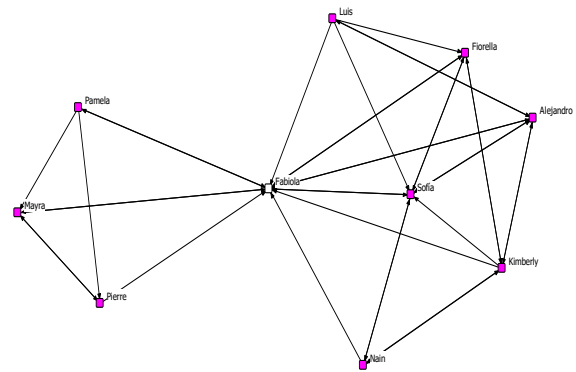 Luis
Fiorella
Pamela
Alejandro
Fabiola
Sofía
Mayra
Kimberly
Pierre
Nain